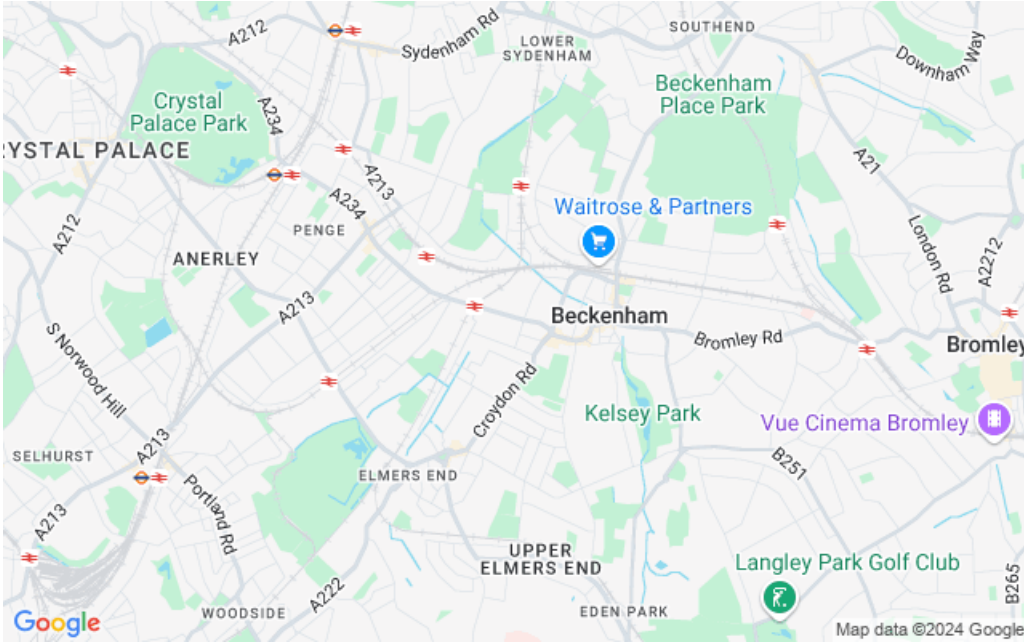 A212
Sydenham Rd
LOWER
SYDENHAM
SOUTHEND
Downham Way
Crystal
Palace Park
A234
Beckenham
Place Park
RYSTAL PALACE
A213
A21
A234
Waitrose & Partners
A212
PENGE
London Rd
A2212
ANERLEY
A213
Beckenham
Bromley Rd
Bromley
S Norwood Hill
Croydon Rd
Kelsey Park
Vue Cinema Bromley
A213
SELHURST
ELMERS END
B251
Portland Rd
A213
UPPER
ELMERS END
Langley Park Golf Club
B265
A222
WOODSIDE
EDEN PARK
Google
Map data ©2024 Google